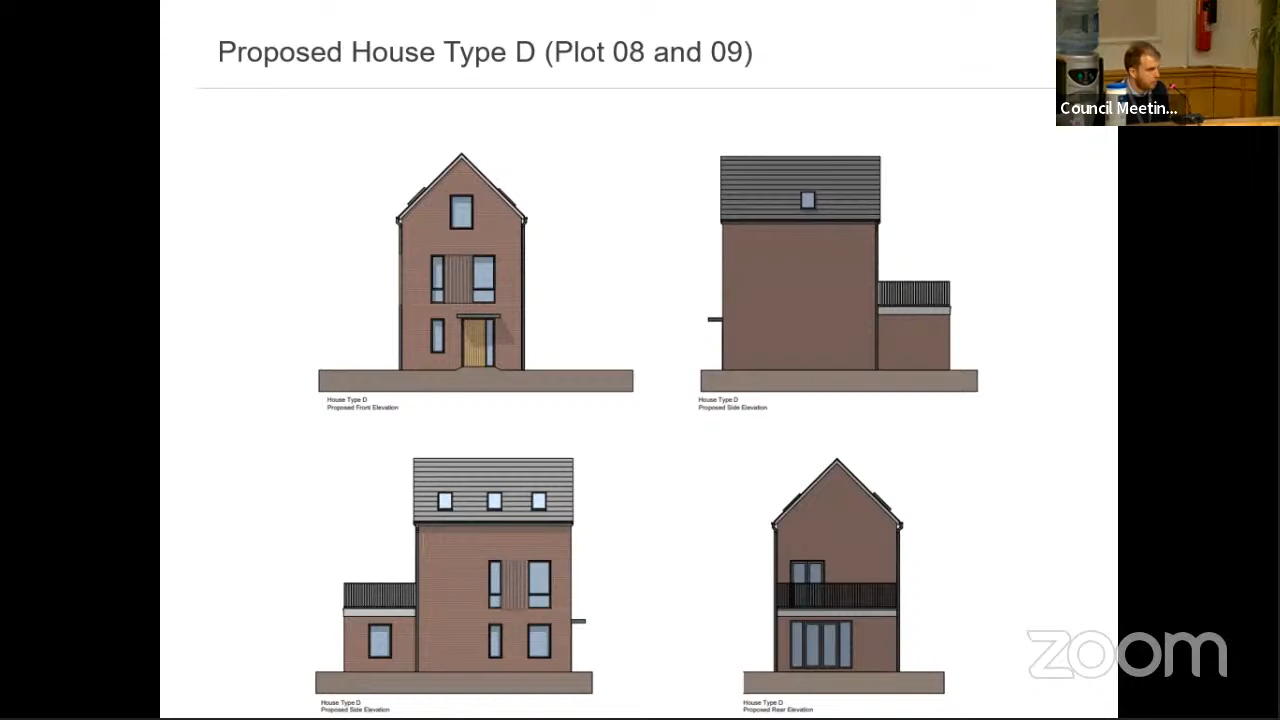 Proposed House Type D (Plot 08 and 09)
Council Meetin...
House Type D
Proposed Front Elevation
House Type D
Proposed Side Elevation
House Type D
Proposed Side Elevation
House Type D
Proposed Rear Elevation
zoom